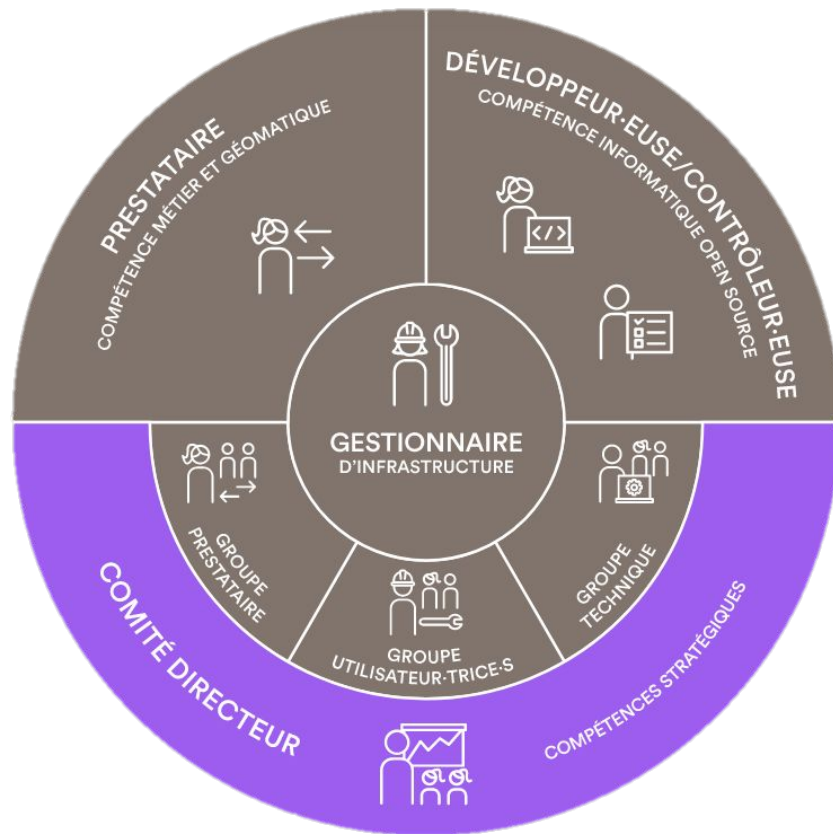 PRESTATAIRE
COMPÉTENCE MÉTIER ET GÉOMATIQUE
DÉVELOPPEUR·EUSE/CONTRÔLEUR·EUSE
COMPÉTENCE INFORMATIQUE OPEN SOURCE
</>
GESTIONNAIRE
D'INFRASTRUCTURE
GROUPE
PRESTATAIRE
GROUPE
UTILISATEUR·TRICE·S
GROUPE
TECHNIQUE
COMITÉ DIRECTEUR
COMPÉTENCES STRATÉGIQUES